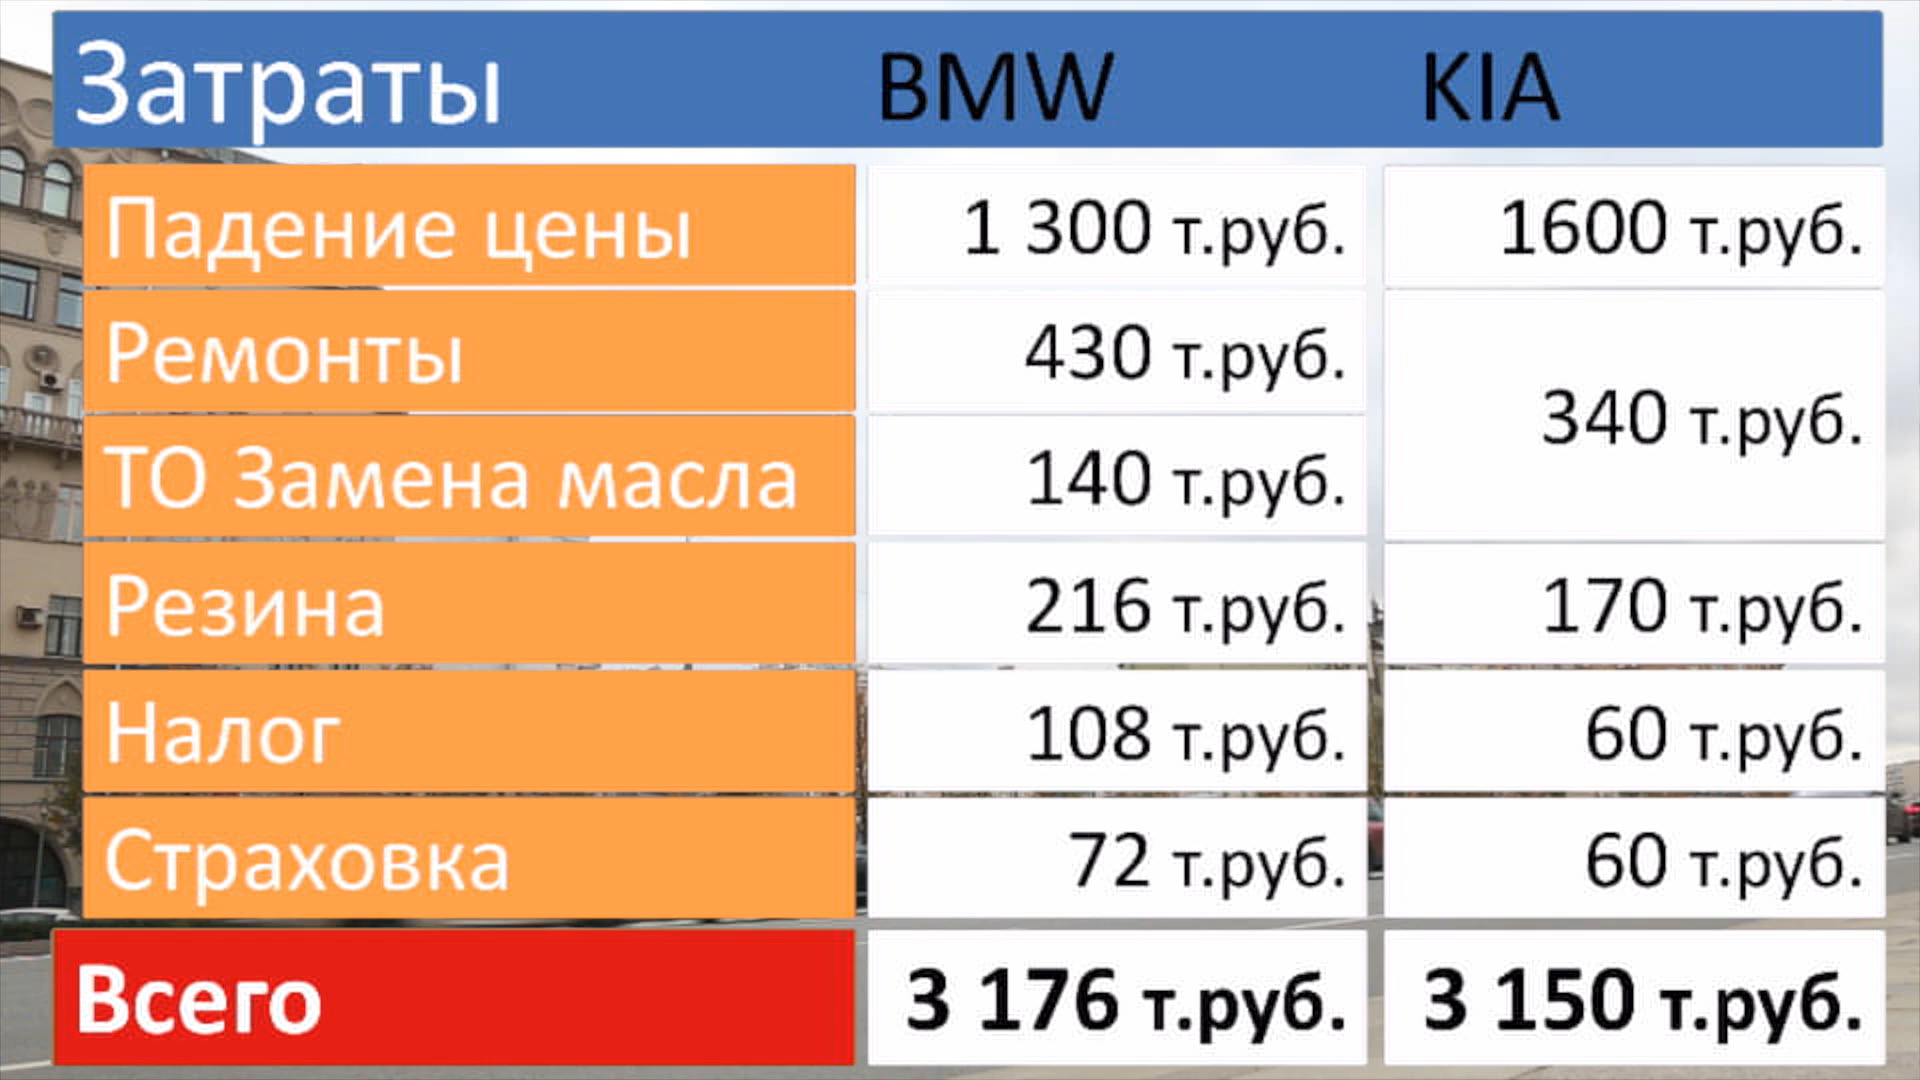 Затраты BMW KIA
Падение цены 1 300 т.руб. 1600 т.руб.
Ремонты 430 т.руб.
340 т.руб.
ТО Замена масла 140 т.руб.
Резина 216 т.руб. 170 т.руб.
Налог 108 т.руб. 60 т.руб.
Страховка 72 т.руб. 60 т.руб.
Всего 3 176 т.руб. 3 150 т.руб.